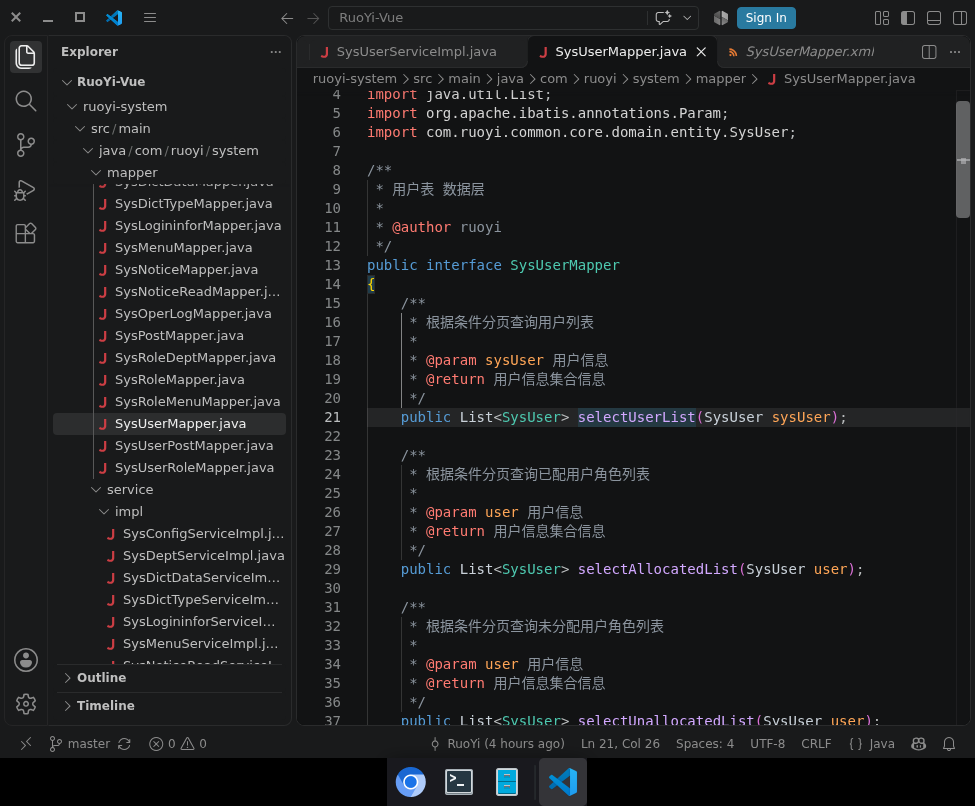 RuoYi-Vue
Sign In
Explorer
RuoYi-Vue
ruoyi-system
src/main
java/com/ruoyi/system
mapper
SysDictDataMapper.java
SysDictTypeMapper.java
SysLogininforMapper.java
SysMenuMapper.java
SysNoticeMapper.java
SysNoticeReadMapper.j...
SysOperLogMapper.java
SysPostMapper.java
SysRoleDeptMapper.java
SysRoleMapper.java
SysRoleMenuMapper.java
SysUserMapper.java
SysUserPostMapper.java
SysUserRoleMapper.java
service
impl
SysConfigServiceImpl.j...
SysDeptServiceImpl.java
SysDictDataServiceIm...
SysDictTypeServiceIm...
SysLogininforServiceI...
SysMenuServiceImpl.j...
SysNoticeReadServiceI...
Outline
Timeline
SysUserServiceImpl.java
SysUserMapper.java
SysUserMapper.xml
ruoyi-system > src > main > java > com > ruoyi > system > mapper > SysUserMapper.java
4 import java.util.List;
5 import org.apache.ibatis.annotations.Param;
6 import com.ruoyi.common.core.domain.entity.SysUser;
7
8 /**
9 * 用户表 数据层
10 *
11 * @author ruoyi
12 */
13 public interface SysUserMapper
14 {
15 /**
16 * 根据条件分页查询用户列表
17 *
18 * @param sysUser 用户信息
19 * @return 用户信息集合信息
20 */
21 public List<SysUser> selectUserList(SysUser sysUser);
22
23 /**
24 * 根据条件分页查询已配用户角色列表
25 *
26 * @param user 用户信息
27 * @return 用户信息集合信息
28 */
29 public List<SysUser> selectAllocatedList(SysUser user);
30
31 /**
32 * 根据条件分页查询未分配用户角色列表
33 *
34 * @param user 用户信息
35 * @return 用户信息集合信息
36 */
37 public List<SysUser> selectUnallocatedList(SysUser user);
master
0
0
RuoYi (4 hours ago)
Ln 21, Col 26
Spaces: 4
UTF-8
CRLF
{ } Java